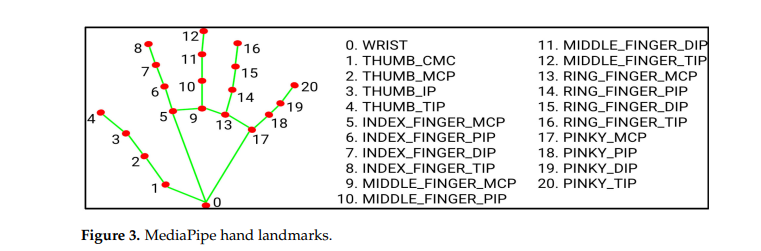 12
8
16
11
7
15
6
10
14
20
19
4
5
9
13
18
3
17
2
1
0
0. WRIST
1. THUMB_CMC
2. THUMB_MCP
3. THUMB_IP
4. THUMB_TIP
5. INDEX_FINGER_MCP
6. INDEX_FINGER_PIP
7. INDEX_FINGER_DIP
8. INDEX_FINGER_TIP
9. MIDDLE_FINGER_MCP
10. MIDDLE_FINGER_PIP
11. MIDDLE_FINGER_DIP
12. MIDDLE_FINGER_TIP
13. RING_FINGER_MCP
14. RING_FINGER_PIP
15. RING_FINGER_DIP
16. RING_FINGER_TIP
17. PINKY_MCP
18. PINKY_PIP
19. PINKY_DIP
20. PINKY_TIP
Figure 3. MediaPipe hand landmarks.